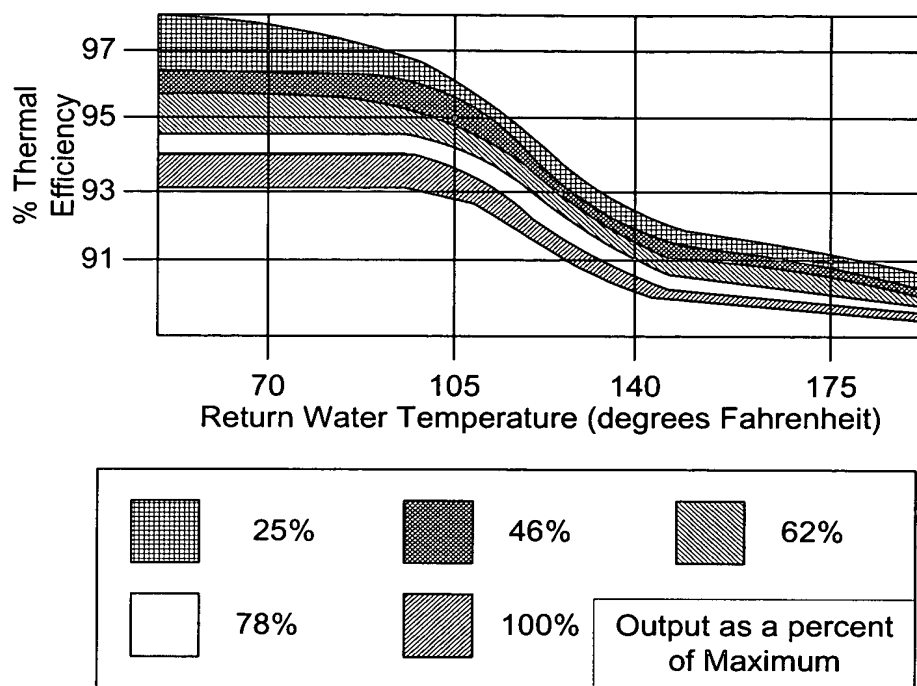 % Thermal
Efficiency
97
95
93
91
70 105 140 175
Return Water Temperature (degrees Fahrenheit)
25% 46% 62%
78% 100%
Output as a percent
of Maximum